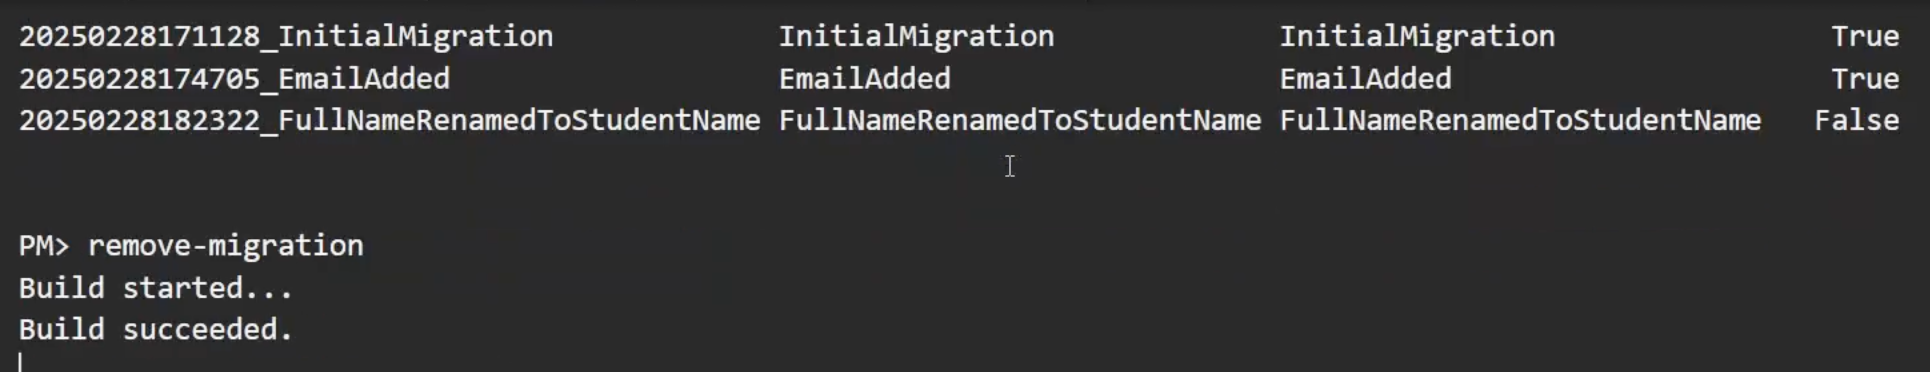 20250228171128_InitialMigration InitialMigration InitialMigration True
20250228174705_EmailAdded EmailAdded EmailAdded True
20250228182322_FullNameRenamedToStudentName FullNameRenamedToStudentName FullNameRenamedToStudentName False
PM> remove-migration
Build started...
Build succeeded.